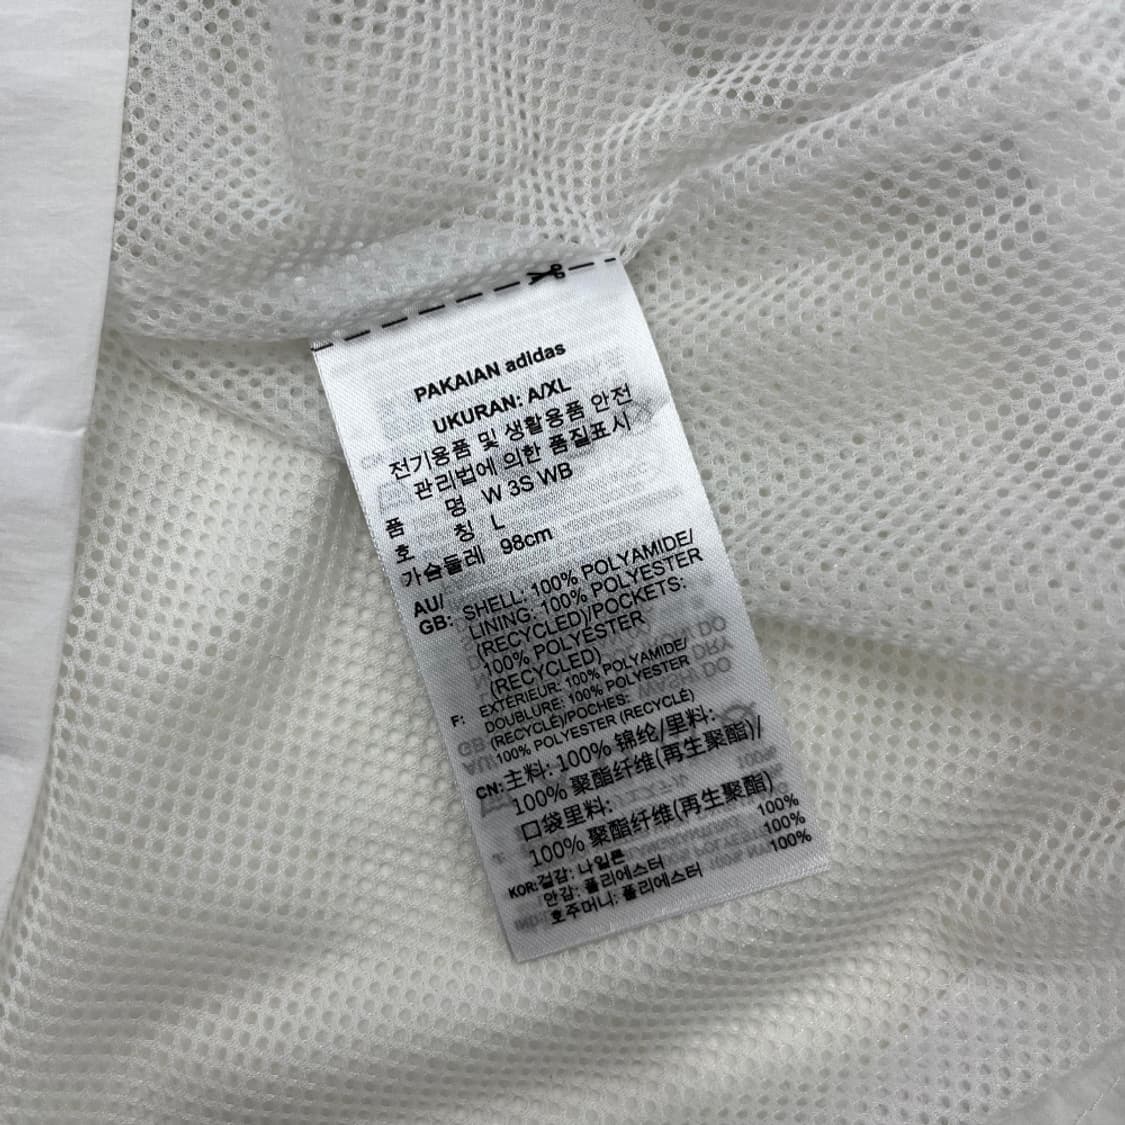 PAKAIAN adidas
UKURAN: A/XL
전기용품 및 생활용품 안전
관리법에 의한 품질표시
품 명 W 3S WB
호 칭 L
가슴둘레 98cm
AU/
GB: SHELL: 100% POLYAMIDE/
LINING: 100% POLYESTER
(RECYCLED)/POCKETS:
100% POLYESTER
(RECYCLED)
F: EXTÉRIEUR: 100% POLYAMIDE/
DOUBLURE: 100% POLYESTER
(RECYCLÉ)/POCHES:
100% POLYESTER (RECYCLÉ)
CN: 主料: 100% 锦纶/里料:
100% 聚酯纤维(再生聚酯)/
口袋里料:
100% 聚酯纤维(再生聚酯)
KOR: 겉감: 나일론 100%
안감: 폴리에스터 100%
호주머니: 폴리에스터 100%